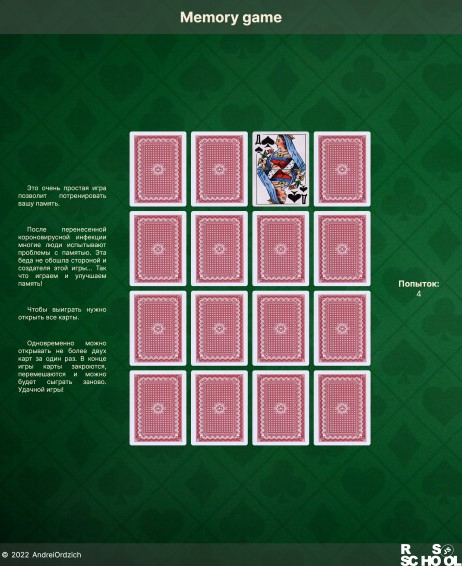 Memory game
Д
Это очень простая игра
позволит потренировать
вашу память.
После перенесенной
короновирусной инфекции
многие люди испытывают
проблемы с памятью. Эта
беда не обошла стороной и
создателя этой игры... Так
что играем и улучшаем
память!
Чтобы выиграть нужно
открыть все карты.
Одновременно можно
открывать не более двух
карт за один раз. В конце
игры карты закроются,
перемешаются и можно
будет сыграть заново.
Удачной игры!
Попыток:
4
Д
© 2022 AndreiOrdzich
RS
SCHOOL